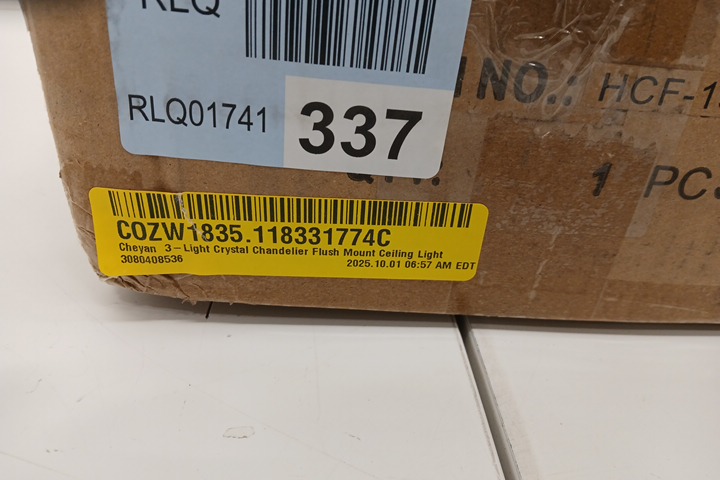 RLQ
RLQ01741
337
NO.: HCF-1
1 PC.
COZW1835.118331774C
Cheyan 3-Light Crystal Chandelier Flush Mount Ceiling Light
3080408536
2025.10.01 06:57 AM EDT